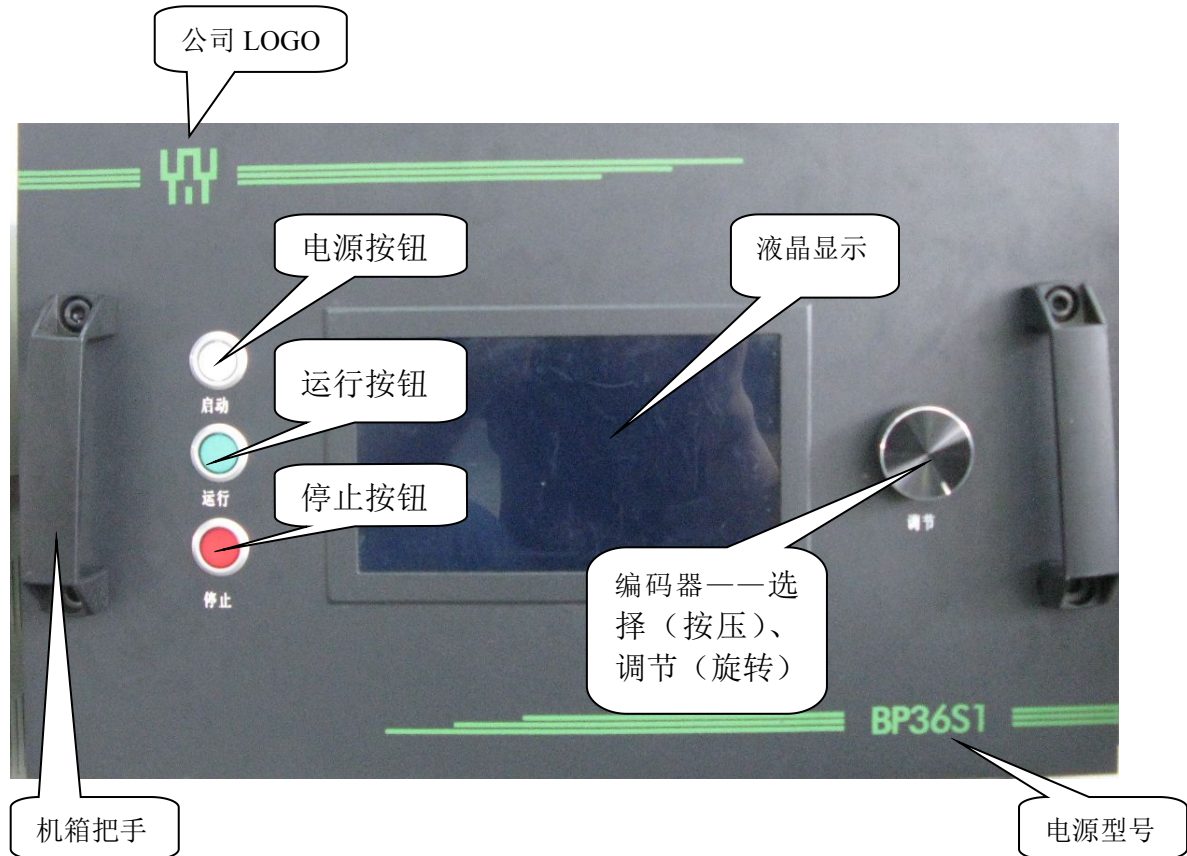 公司 LOGO
电源按钮
液晶显示
启动
运行按钮
运行
停止按钮
调节
停止
编码器——选
择（按压）、
调节（旋转）
BP36S1
机箱把手
电源型号